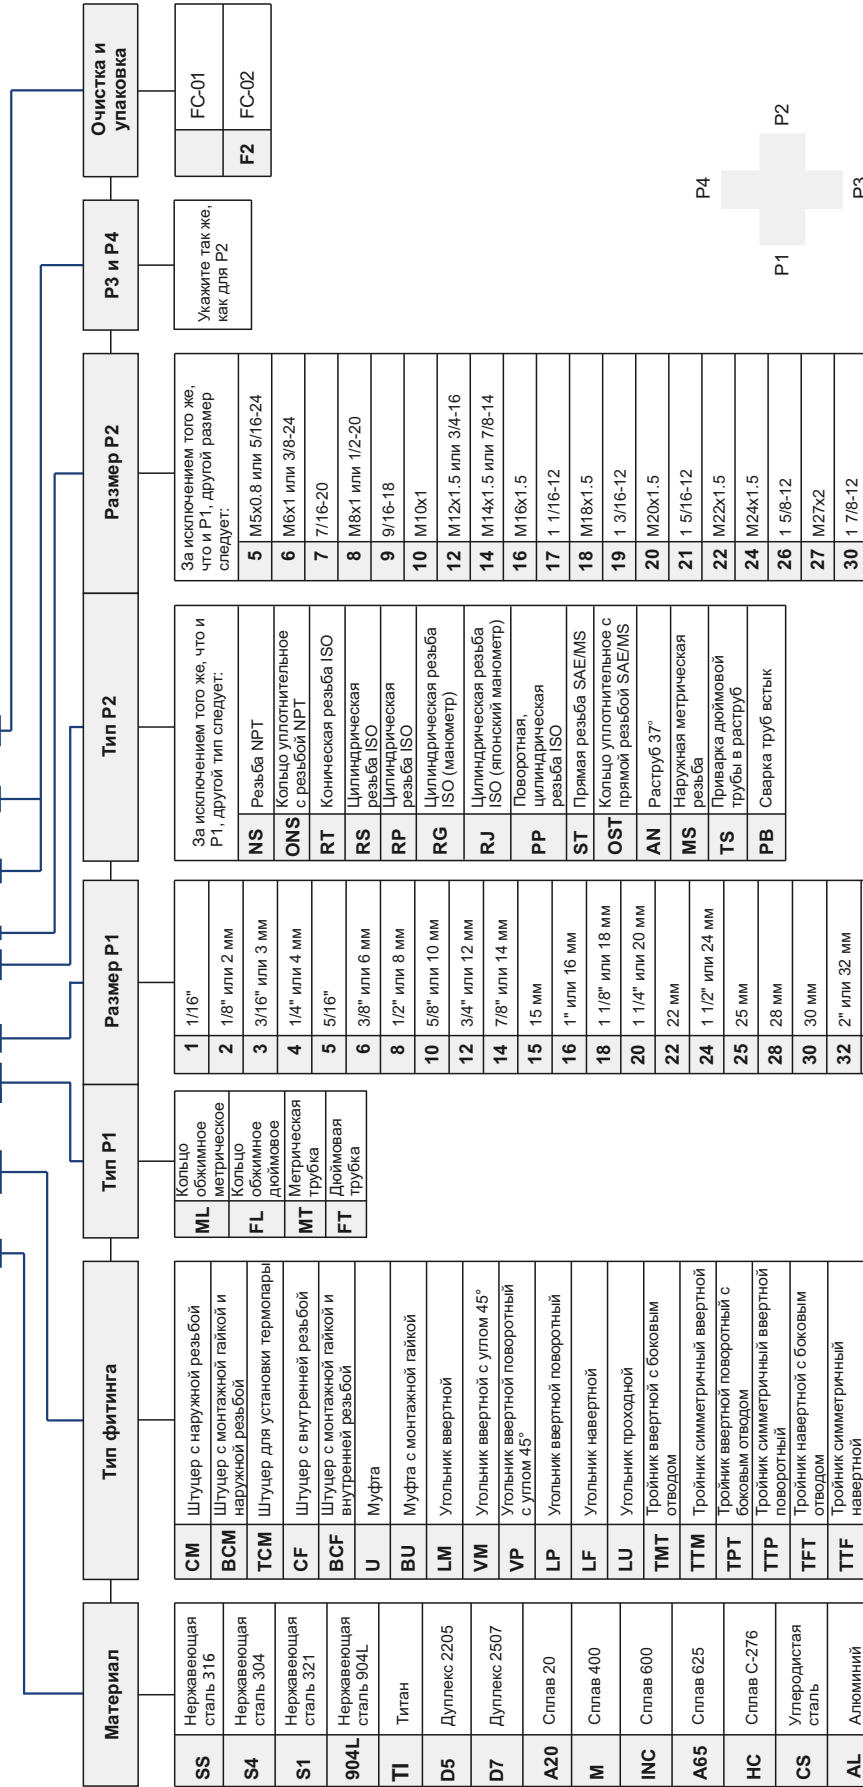 Материал
SS Нержавеющая
сталь 316
S4 Нержавеющая
сталь 304
S1 Нержавеющая
сталь 321
904L Нержавеющая
сталь 904L
TI Титан
D5 Дуплекс 2205
D7 Дуплекс 2507
A20 Сплав 20
M Сплав 400
INC Сплав 600
A65 Сплав 625
HC Сплав C-276
CS Углеродистая
сталь
AL Алюминий
Тип фитинга
CM Штуцер с наружной резьбой
BCM Штуцер с монтажной гайкой и
наружной резьбой
TCM Штуцер для установки термопары
CF Штуцер с внутренней резьбой
BCF Штуцер с монтажной гайкой и
внутренней резьбой
U Муфта
BU Муфта с монтажной гайкой
LM Угольник ввертной
VM Угольник ввертной с углом 45°
VP Угольник ввертной поворотный
с углом 45°
LP Угольник ввертной поворотный
LF Угольник навертной
LU Угольник проходной
TMT Тройник ввертной с боковым
отводом
TTM Тройник симметричный ввертной
TPT Тройник ввертной поворотный с
боковым отводом
TTP Тройник симметричный ввертной
поворотный
TFT Тройник навертной с боковым
отводом
TTF Тройник симметричный
навертной
Тип P1
ML Кольцо
обжимное
метрическое
FL Кольцо
обжимное
дюймовое
MT Метрическая
трубка
FT Дюймовая
трубка
Размер P1
1 1/16"
2 1/8" или 2 мм
3 3/16" или 3 мм
4 1/4" или 4 мм
5 5/16"
6 3/8" или 6 мм
8 1/2" или 8 мм
10 5/8" или 10 мм
12 3/4" или 12 мм
14 7/8" или 14 мм
15 15 мм
16 1" или 16 мм
18 1 1/8" или 18 мм
20 1 1/4" или 20 мм
22 22 мм
24 1 1/2" или 24 мм
25 25 мм
28 28 мм
30 30 мм
32 2" или 32 мм
Тип P2
За исключением того же, что и
P1, другой тип следует:
NS Резьба NPT
ONS Кольцо уплотнительное
с резьбой NPT
RT Коническая резьба ISO
RS Цилиндрическая
резьба ISO
RP Цилиндрическая
резьба ISO
RG Цилиндрическая резьба
ISO (манометр)
RJ Цилиндрическая резьба
ISO (японский манометр)
PP Поворотная,
цилиндрическая
резьба ISO
ST Прямая резьба SAE/MS
OST Кольцо уплотнительное с
прямой резьбой SAE/MS
AN Раструб 37°
MS Наружная метрическая
резьба
TS Приварка дюймовой
трубы в раструб
PB Сварка труб встык
Размер P2
За исключением того же,
что и P1, другой размер
следует:
5 M5x0.8 или 5/16-24
6 M6x1 или 3/8-24
7 7/16-20
8 M8x1 или 1/2-20
9 9/16-18
10 M10x1
12 M12x1.5 или 3/4-16
14 M14x1.5 или 7/8-14
16 M16x1.5
17 1 1/16-12
18 M18x1.5
19 1 3/16-12
20 M20x1.5
21 1 5/16-12
22 M22x1.5
24 M24x1.5
26 1 5/8-12
27 M27x2
30 1 7/8-12
P3 и P4
Укажите так же,
как для P2
Очистка и
упаковка
FC-01
F2 FC-02
P4
P1
P2
P3